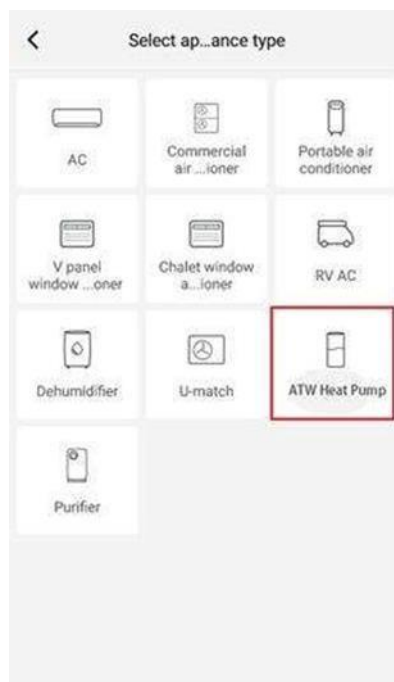 Select ap...ance type
AC
Commercial
air ...ioner
Portable air
conditioner
V panel
window ...oner
Chalet window
a...ioner
RV AC
Dehumidifier
U-match
ATW Heat Pump
Purifier